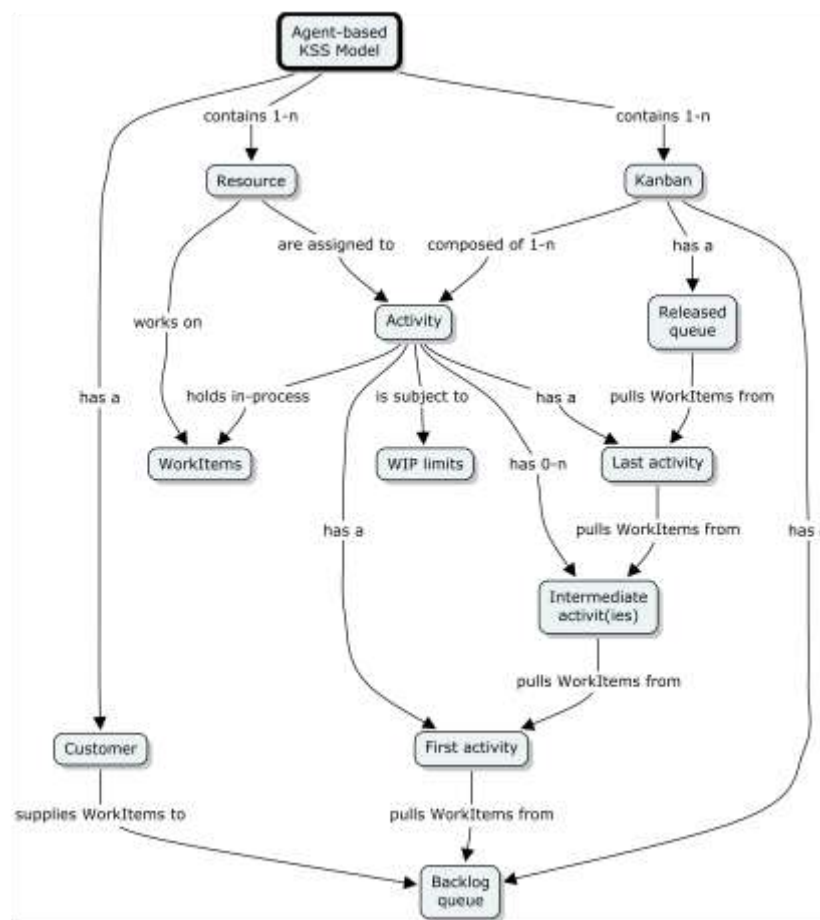 Agent-based
KSS Model
contains 1-n
contains 1-n
Resource
Kanban
are assigned to
composed of 1-n
has a
Released
queue
Activity
works on
has a
holds in-process
is subject to
has a
pulls WorkItems from
WorkItems
WIP limits
has 0-n
Last activity
has a
pulls WorkItems from
has
Intermediate
activit(ies)
pulls WorkItems from
Customer
First activity
supplies WorkItems to
pulls WorkItems from
Backlog
queue